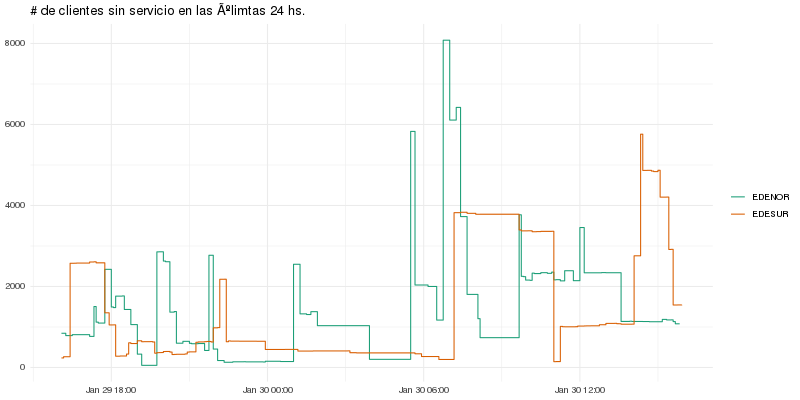 # de clientes sin servicio en las Ãºlimtas 24 hs.
8000
6000
4000
2000
0
EDENOR
EDESUR
Jan 29 18:00
Jan 30 00:00
Jan 30 06:00
Jan 30 12:00